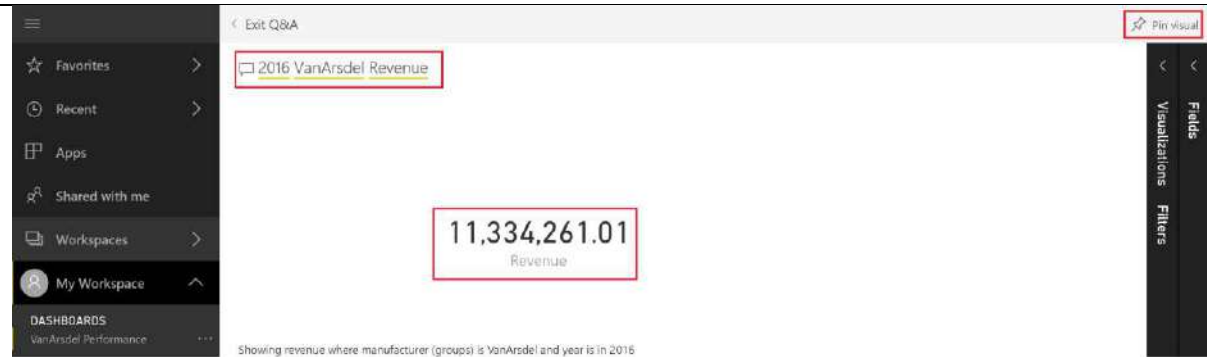 Exit Q&A
Pin visual
Favorites
Recent
Apps
Shared with me
Workspaces
My Workspace
DASHBOARDS
VanArsdel Performance
2016 VanArsdel Revenue
11,334,261.01
Revenue
Showing revenue where manufacturer (groups) is VanArsdel and year is in 2016
Visualizations
Filters
Fields